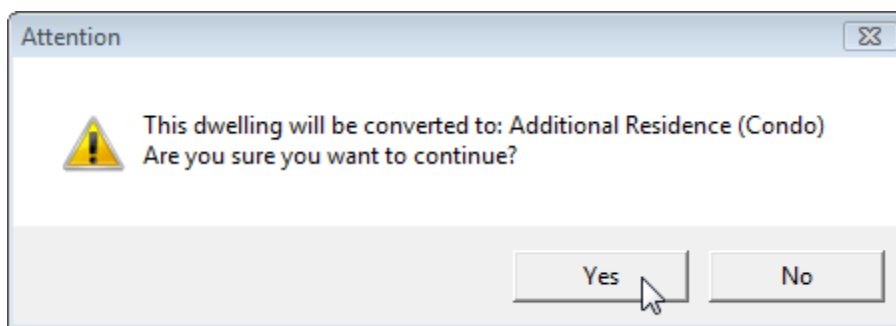 Attention
This dwelling will be converted to: Additional Residence (Condo)
Are you sure you want to continue?
Yes
No